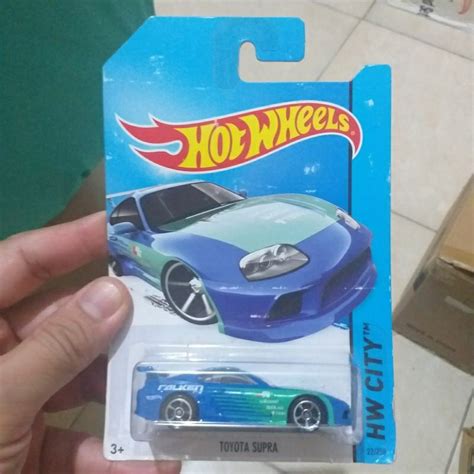 HOT WHEELS
HW CITY™
FALKEN
3+
TOYOTA SUPRA